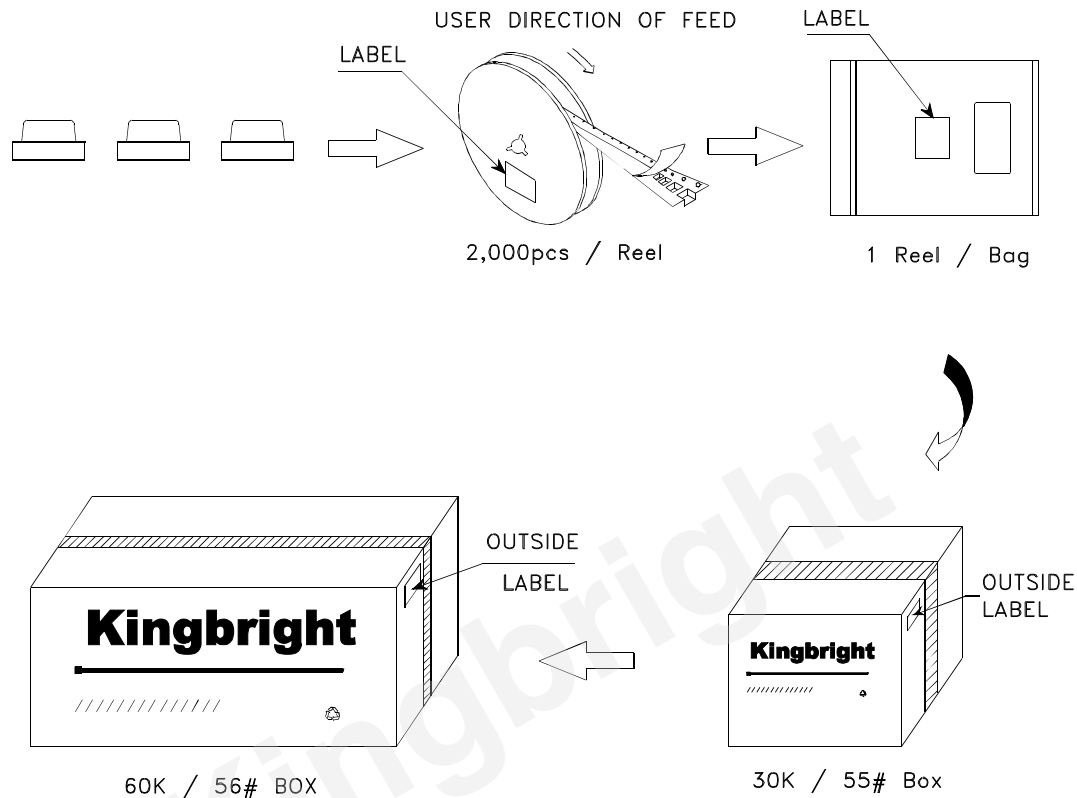 USER DIRECTION OF FEED
LABEL
LABEL
2,000pcs / Reel
1 Reel / Bag
OUTSIDE
LABEL
Kingbright
60K / 56# BOX
OUTSIDE
LABEL
Kingbright
30K / 55# Box
Kingbright